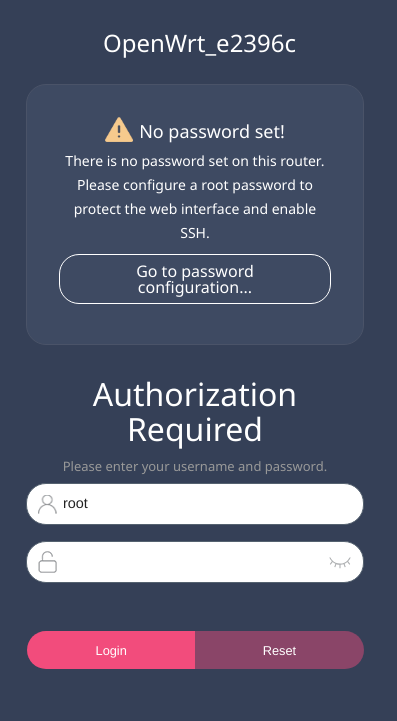 OpenWrt_e2396c
No password set!
There is no password set on this router.
Please configure a root password to
protect the web interface and enable
SSH.
Go to password
configuration...
Authorization
Required
Please enter your username and password.
root
Login
Reset